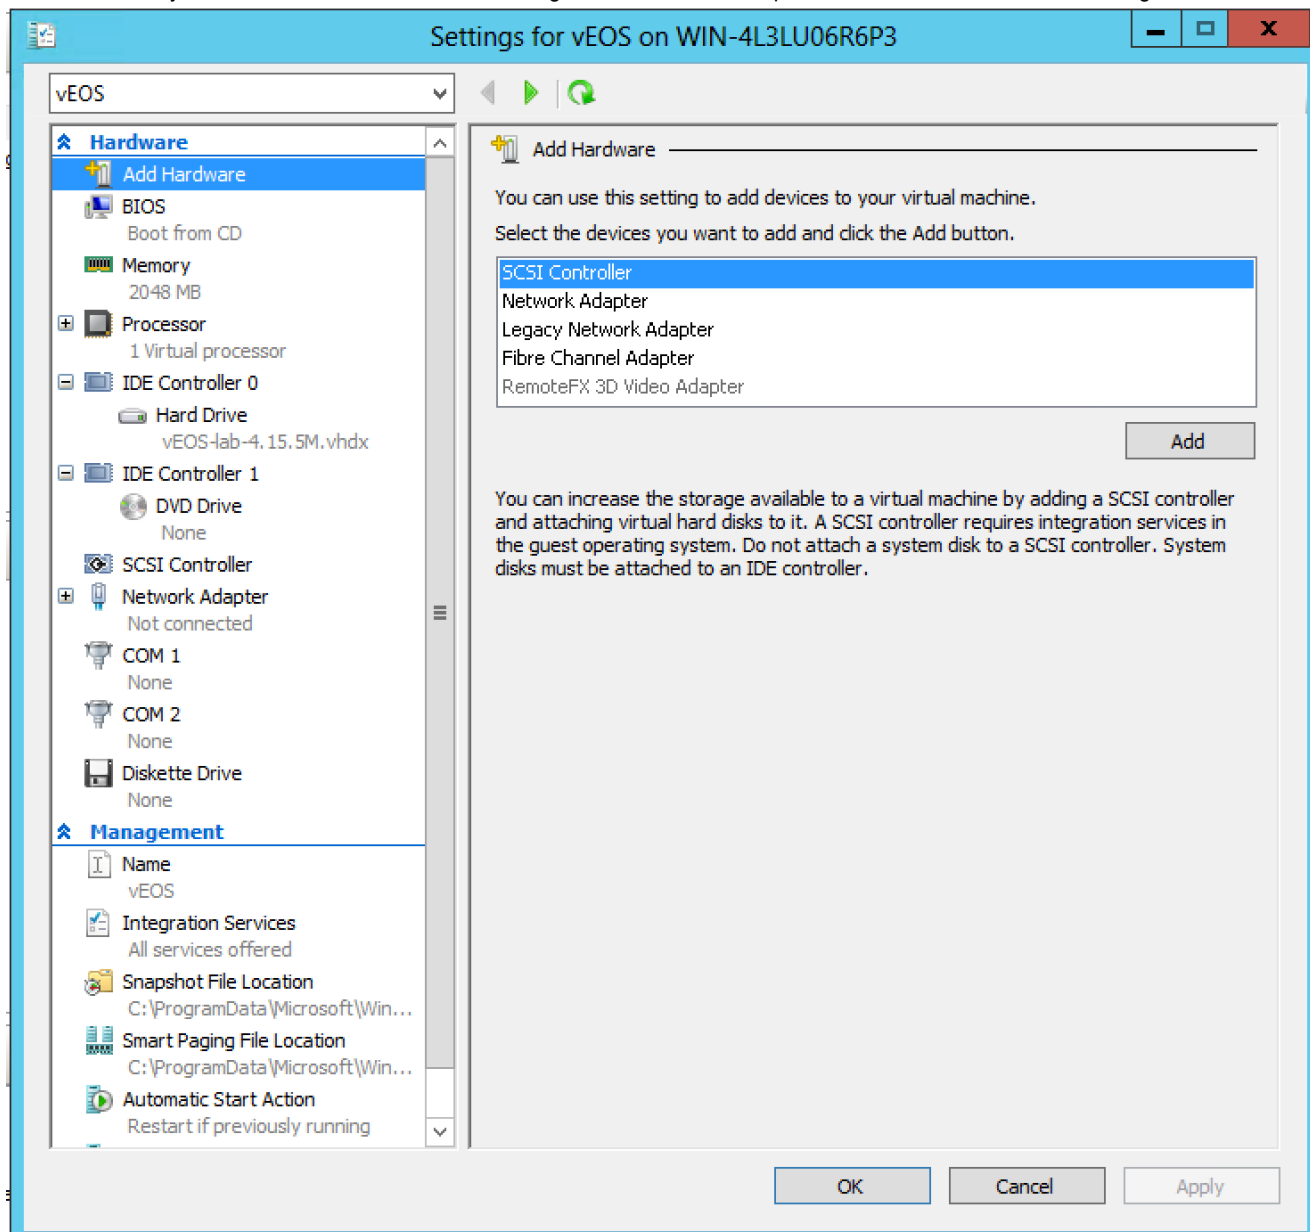 Settings for vEOS on WIN-4L3LU06R6P3
vEOS
Hardware
Add Hardware
BIOS
Boot from CD
Memory
2048 MB
Processor
1 Virtual processor
IDE Controller 0
Hard Drive
vEOS-lab-4.15.5M.vhdx
IDE Controller 1
DVD Drive
None
SCSI Controller
Network Adapter
Not connected
COM 1
None
COM 2
None
Diskette Drive
None
Management
Name
vEOS
Integration Services
All services offered
Snapshot File Location
C:\ProgramData\Microsoft\Win...
Smart Paging File Location
C:\ProgramData\Microsoft\Win...
Automatic Start Action
Restart if previously running
Add Hardware
You can use this setting to add devices to your virtual machine.
Select the devices you want to add and click the Add button.
SCSI Controller
Network Adapter
Legacy Network Adapter
Fibre Channel Adapter
RemoteFX 3D Video Adapter
Add
You can increase the storage available to a virtual machine by adding a SCSI controller
and attaching virtual hard disks to it. A SCSI controller requires integration services in
the guest operating system. Do not attach a system disk to a SCSI controller. System
disks must be attached to an IDE controller.
OK
Cancel
Apply